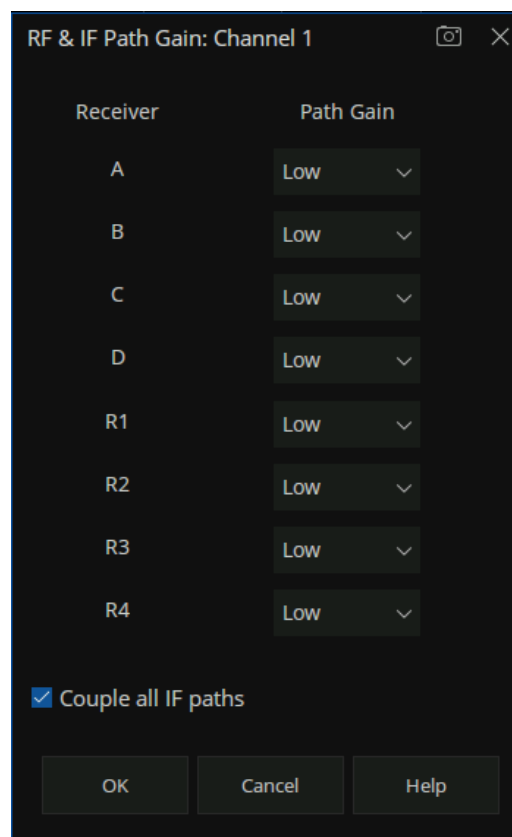 RF & IF Path Gain: Channel 1
Receiver Path Gain
A Low
B Low
C Low
D Low
R1 Low
R2 Low
R3 Low
R4 Low
Couple all IF paths
OK Cancel Help